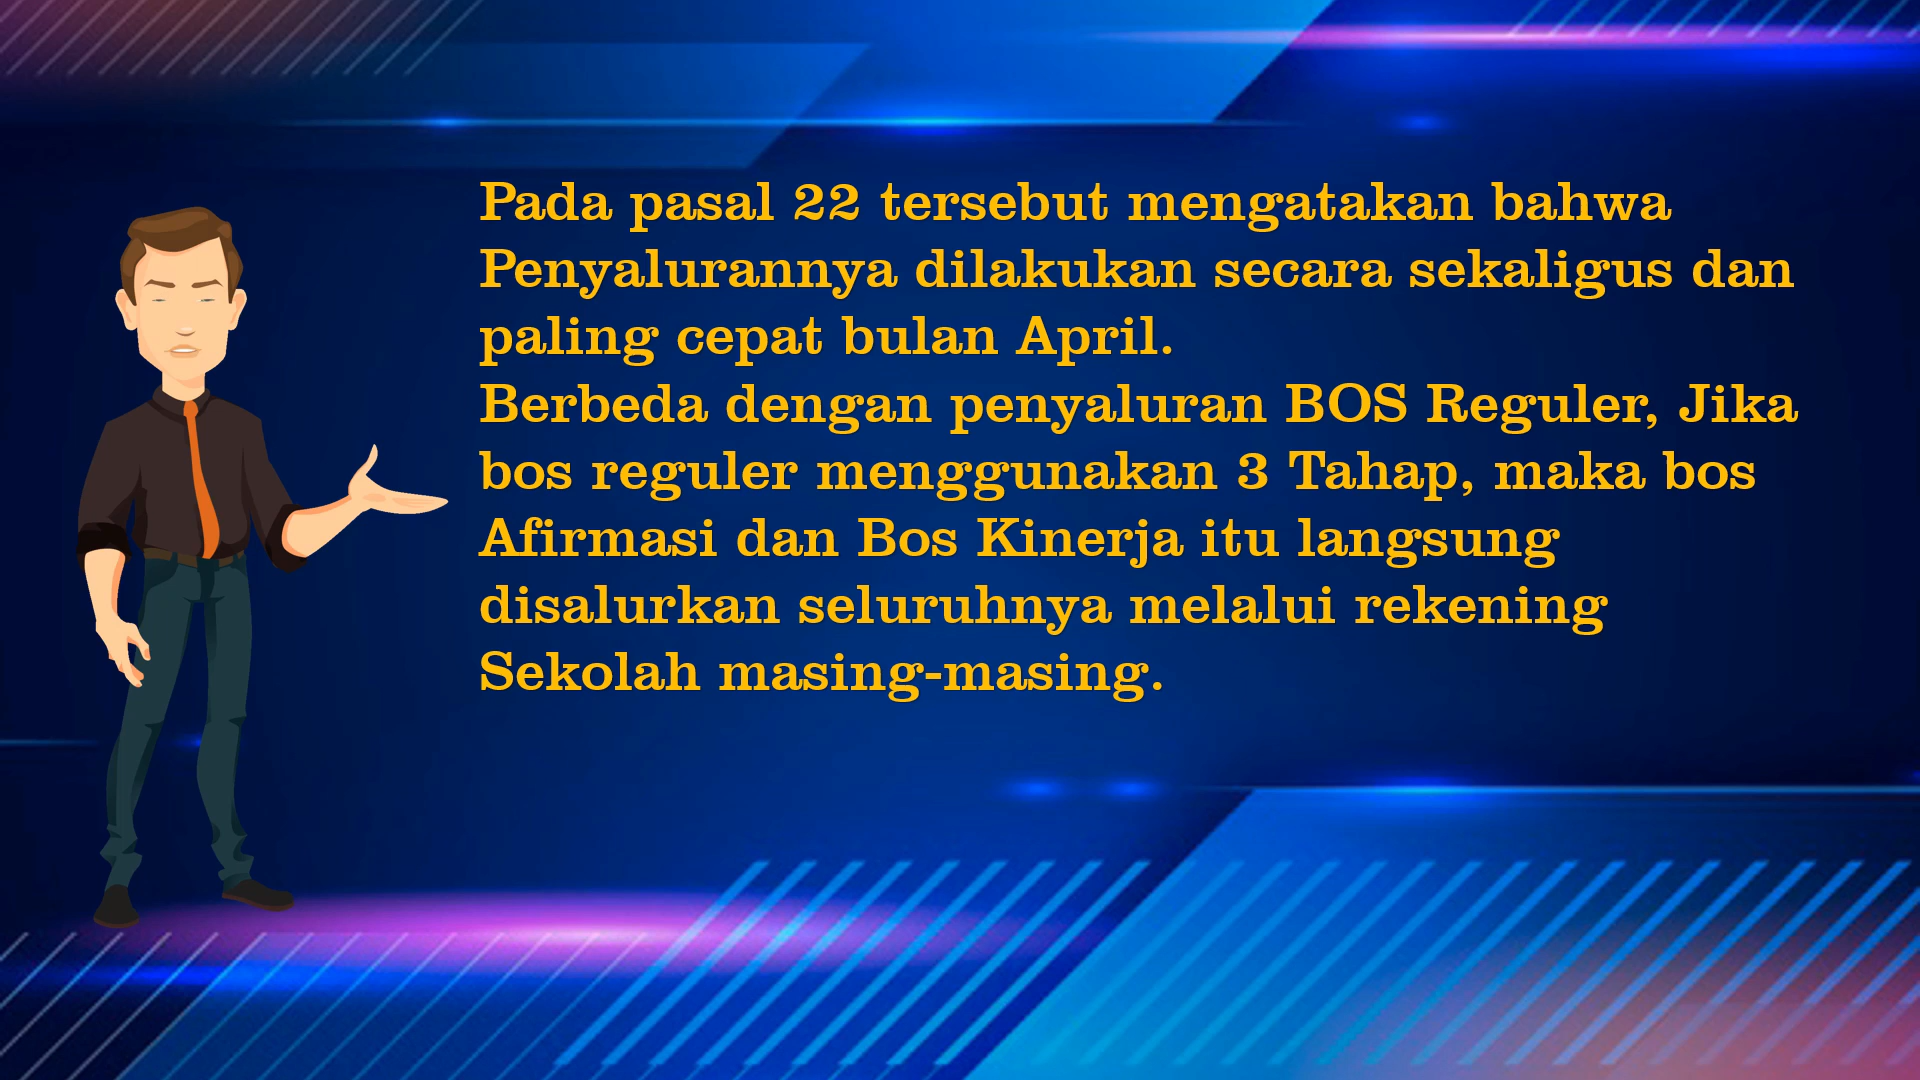 Pada pasal 22 tersebut mengatakan bahwa
Penyalurannya dilakukan secara sekaligus dan
paling cepat bulan April.
Berbeda dengan penyaluran BOS Reguler, Jika
bos reguler menggunakan 3 Tahap, maka bos
Afirmasi dan Bos Kinerja itu langsung
disalurkan seluruhnya melalui rekening
Sekolah masing-masing.